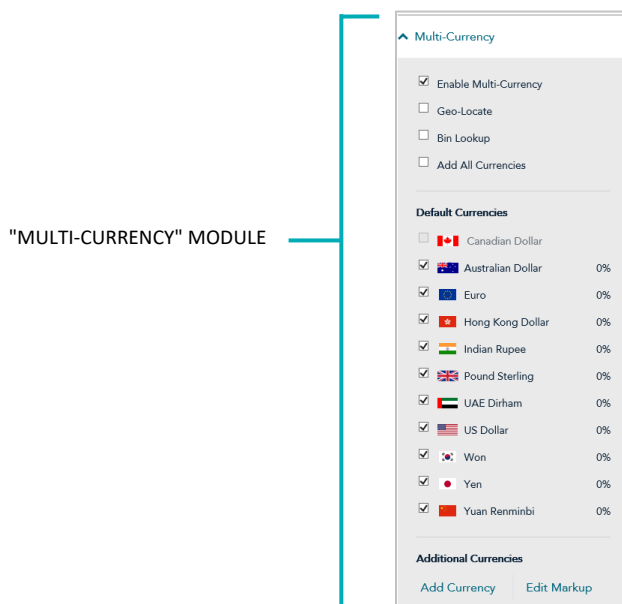 Multi-Currency
Enable Multi-Currency
Geo-Locate
Bin Lookup
Add All Currencies
"MULTI-CURRENCY" MODULE
Default Currencies
Canadian Dollar
Australian Dollar 0%
Euro 0%
Hong Kong Dollar 0%
Indian Rupee 0%
Pound Sterling 0%
UAE Dirham 0%
US Dollar 0%
Won 0%
Yen 0%
Yuan Renminbi 0%
Additional Currencies
Add Currency Edit Markup